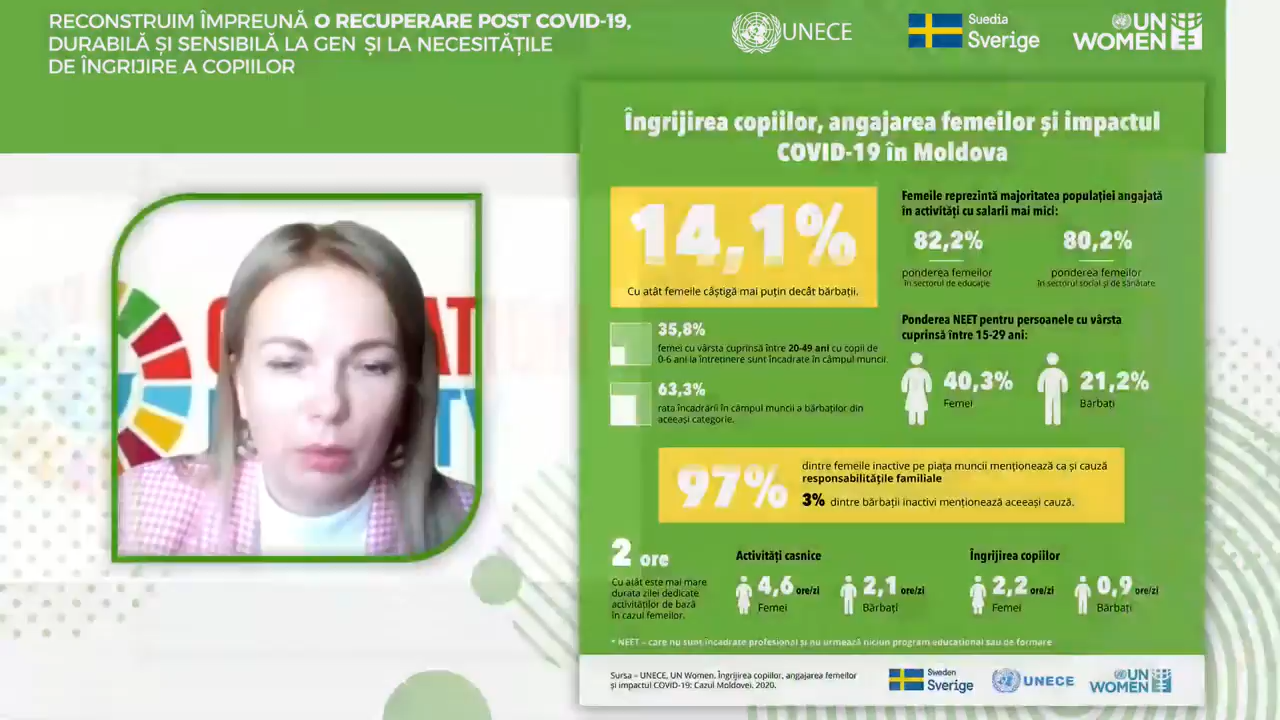 RECONSTRUIM ÎMPREUNĂ O RECUPERARE POST COVID-19,
DURABILĂ ȘI SENSIBILĂ LA GEN ȘI LA NECESITĂȚILE
DE ÎNGRIJIRE A COPIILOR
UNECE
Suedia
Sverige
UN
WOMEN
Îngrijirea copiilor, angajarea femeilor și impactul
COVID-19 în Moldova
14,1%
Cu atât femeile câștigă mai puțin decât bărbații.
35,8%
femei cu vârsta cuprinsă între 20-49 ani cu copii de
0-6 ani la întreținere sunt încadrate în câmpul muncii.
63,3%
rata încadrării în câmpul muncii a bărbaților din
aceeași categorie.
Femeile reprezintă majoritatea populației angajată
în activități cu salarii mai mici:
82,2%
ponderea femeilor
în sectorul de educație
80,2%
ponderea femeilor
în sectorul social și de sănătate
Ponderea NEET pentru persoanele cu vârsta
cuprinsă între 15-29 ani:
40,3%
Femei
21,2%
Bărbați
97%
dintre femeile inactive pe piața muncii menționează ca și cauză
responsabilitățile familiale
3% dintre bărbații inactivi menționează aceeași cauză.
2 ore
Cu atât este mai mare
durata zilei dedicate
activităților de bază
în cazul femeilor.
Activități casnice
4,6 ore/zi
Femei
2,1 ore/zi
Bărbați
Îngrijirea copiilor
2,2 ore/zi
Femei
0,9 ore/zi
Bărbați
* NEET – care nu sunt încadrate profesional și nu urmează niciun program educațional sau de formare
Sursa – UNECE, UN Women, Îngrijirea copiilor, angajarea femeilor
și impactul COVID-19: Cazul Moldovei, 2020.
Sweden
Sverige
UNECE
UN
WOMEN